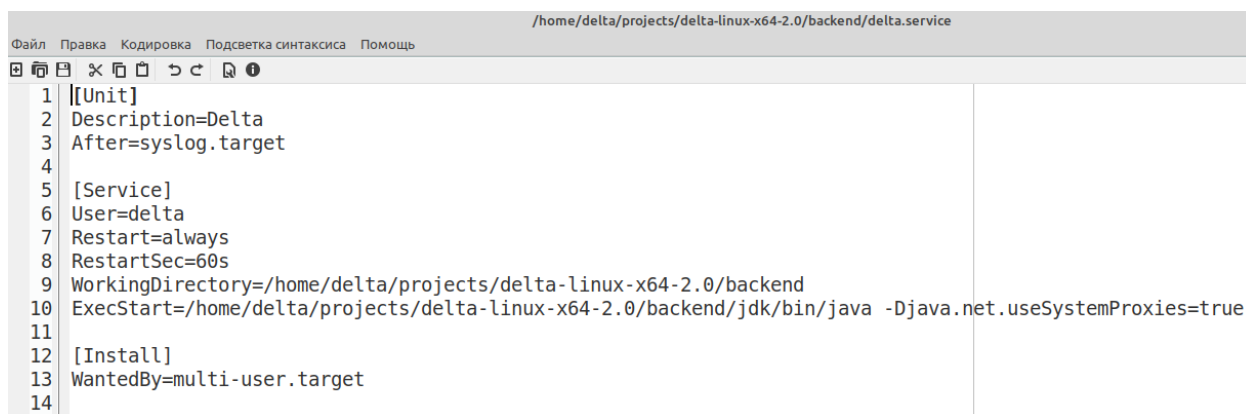 /home/delta/projects/delta-linux-x64-2.0/backend/delta.service
Файл Правка Кодировка Подсветка синтаксиса Помощь
1 [Unit]
2 Description=Delta
3 After=syslog.target
4
5 [Service]
6 User=delta
7 Restart=always
8 RestartSec=60s
9 WorkingDirectory=/home/delta/projects/delta-linux-x64-2.0/backend
10 ExecStart=/home/delta/projects/delta-linux-x64-2.0/backend/jdk/bin/java -Djava.net.useSystemProxies=true
11
12 [Install]
13 WantedBy=multi-user.target
14